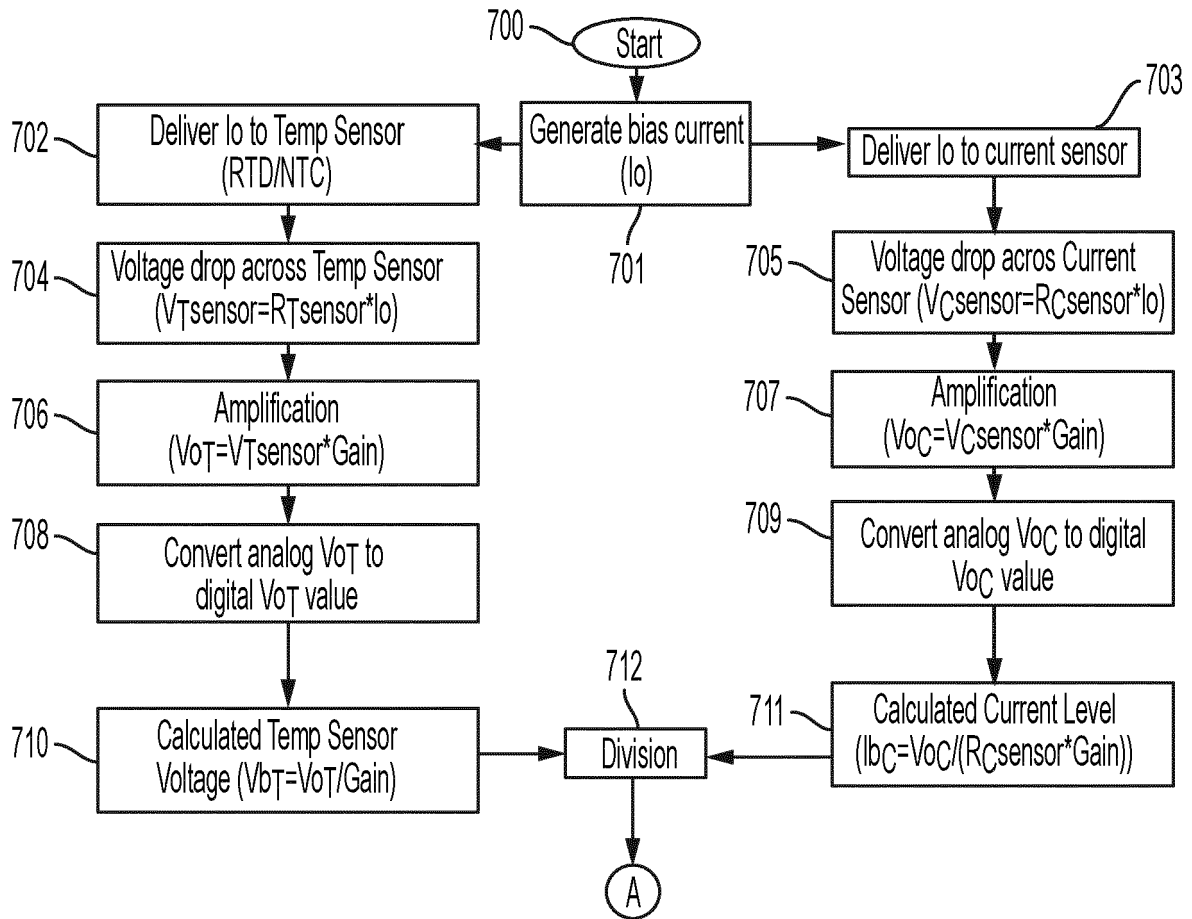 700
Start
703
702
Deliver Io to Temp Sensor
(RTD/NTC)
Generate bias current
(Io)
Deliver Io to current sensor
701
704
Voltage drop across Temp Sensor
(VTsensor=RTsensor*Io)
705
Voltage drop acros Current
Sensor (VCsensor=RCsensor*Io)
706
Amplification
(VoT=VTsensor*Gain)
707
Amplification
(VoC=VCsensor*Gain)
708
Convert analog VoT to
digital VoT value
709
Convert analog VoC to digital
VoC value
710
Calculated Temp Sensor
Voltage (VbT=VoT/Gain)
712
Division
711
Calculated Current Level
(IbC=VoC/(RCsensor*Gain))
A